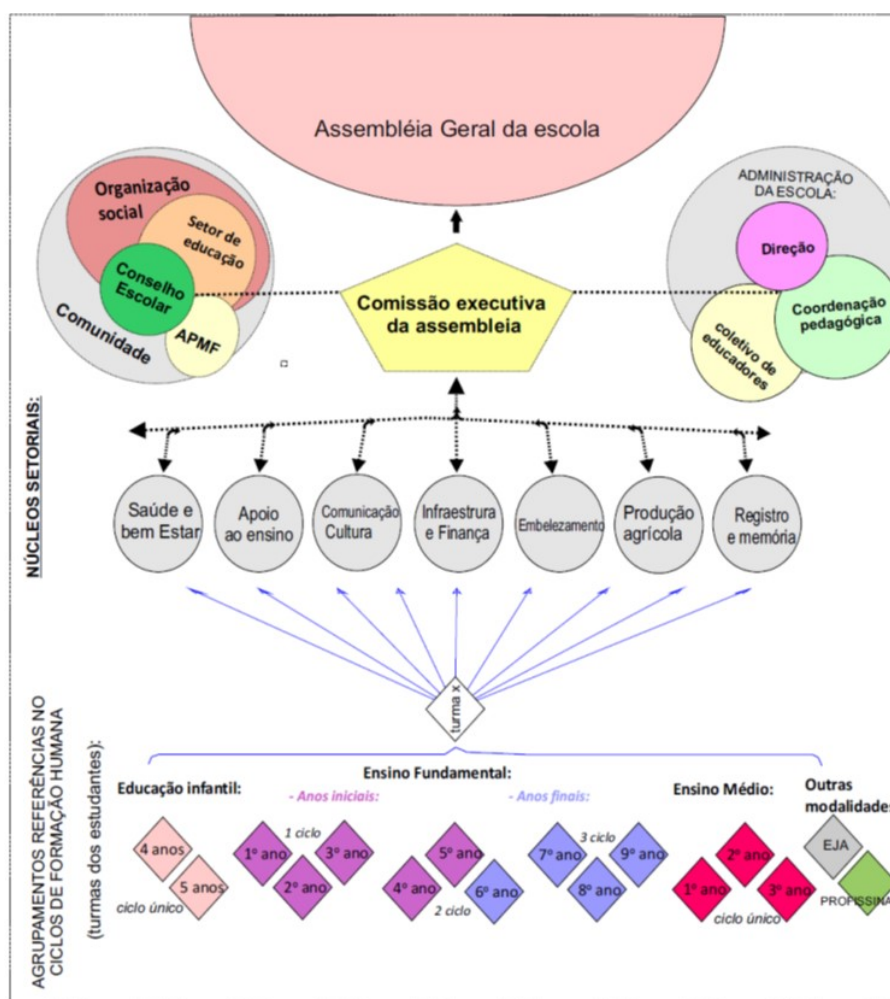 Assembléia Geral da escola
Organização
social
Setor de
educação
Conselho
Escolar
APMF
Comunidade
Comissão executiva
da assembleia
ADMINISTRAÇÃO
DA ESCOLA:
Direção
Coordenação
pedagógica
coletivo de
educadores
NÚCLEOS SETORIAIS:
Saúde e
bem Estar
Apoio
ao ensino
Comunicação
Cultura
Infraestrura
e Finança
Embelezamento
Produção
agrícola
Registro
e memória
turma x
AGRUPAMENTOS REFERÊNCIAS NO
CICLOS DE FORMAÇÃO HUMANA
(turmas dos estudantes):
Educação infantil:
4 anos
5 anos
ciclo único
Ensino Fundamental:
- Anos iniciais:
1 ciclo
1º ano
2º ano
3º ano
4º ano
5º ano
6º ano
2 ciclo
- Anos finais:
3 ciclo
7º ano
8º ano
9º ano
Ensino Médio:
1º ano
2º ano
3º ano
ciclo único
Outras
modalidades
EJA
PROFISSINA